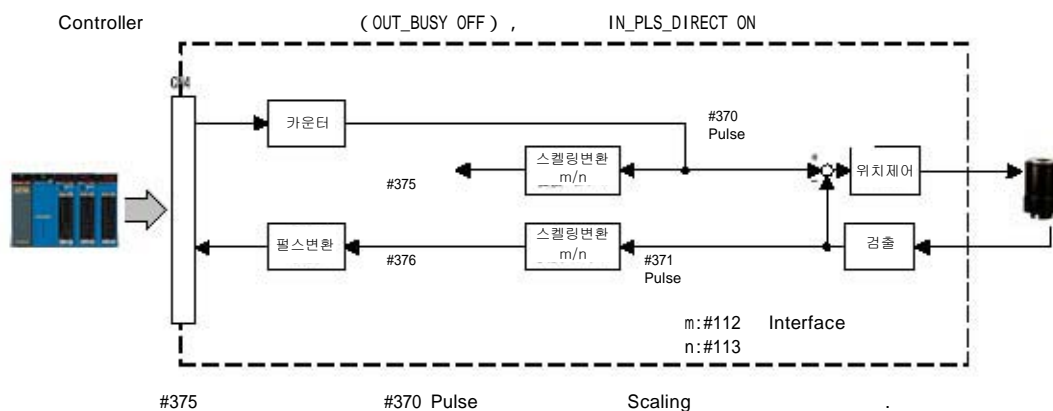 Controller (OUT_BUSY OFF), IN_PLS_DIRECT ON
CN4
카운터
#370
Pulse
스켈링변환
m/n
#375
위치제어
펄스변환
#376
스켈링변환
m/n
#371
Pulse
검출
m:#112 Interface
n:#113
#375 #370 Pulse Scaling .